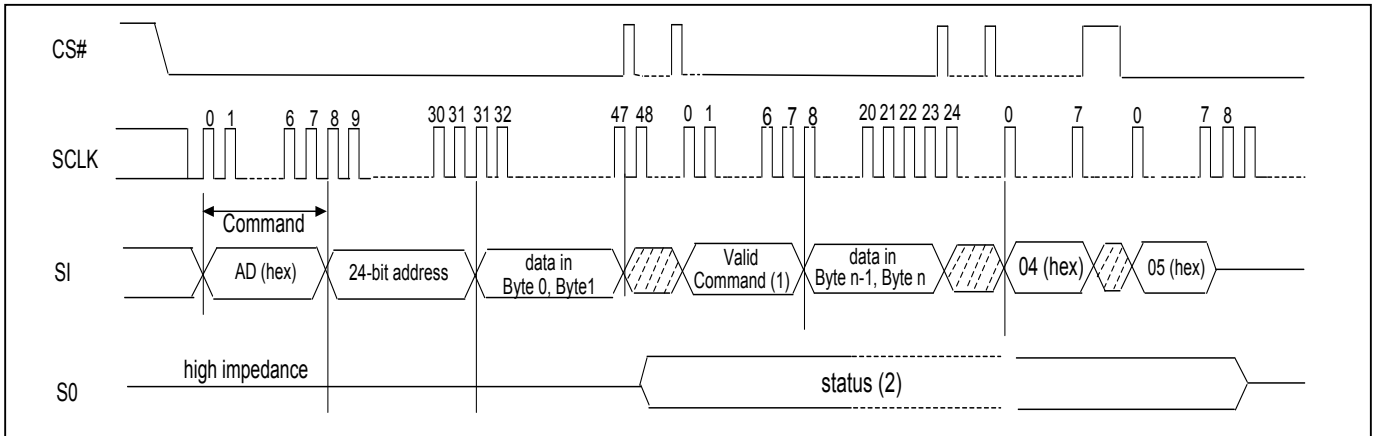 CS#
0 1 6 7 8 9 30 31 31 32 47 48 0 1 6 7 8 20 21 22 23 24 0 7 0 7 8
SCLK
Command
SI
AD (hex)
24-bit address
data in
Byte 0, Byte1
Valid
Command (1)
data in
Byte n-1, Byte n
04 (hex)
05 (hex)
high impedance
S0
status (2)